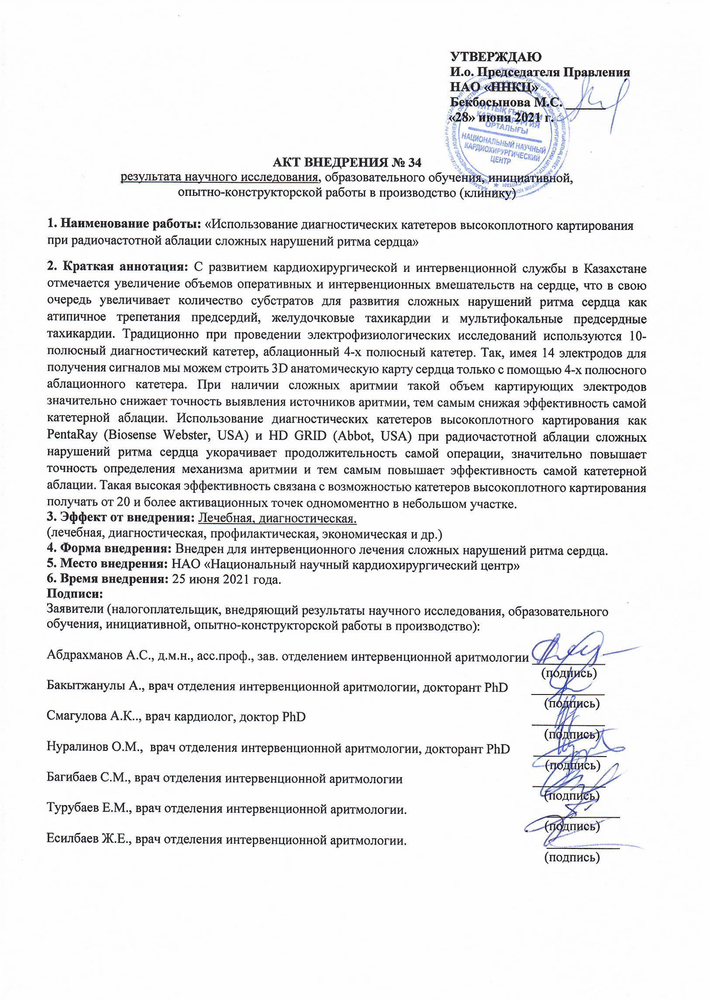 УТВЕРЖДАЮ
И.о. Председателя Правления
НАО «ННКЦ»
Бекбосынова М.С. ______
«28» июня 2021 г.
ҰЛТТЫҚ ҒЫЛЫМИ
КАРДИОХИРУРГИЯ
ОРТАЛЫҒЫ
НАЦИОНАЛЬНЫЙ НАУЧНЫЙ
КАРДИОХИРУРГИЧЕСКИЙ
ЦЕНТР
АКТ ВНЕДРЕНИЯ № 34
результата научного исследования, образовательного обучения, инициативной,
опытно-конструкторской работы в производство (клинику)
1. Наименование работы: «Использование диагностических катетеров высокоплотного картирования
при радиочастотной аблации сложных нарушений ритма сердца»
2. Краткая аннотация: С развитием кардиохирургической и интервенционной службы в Казахстане
отмечается увеличение объемов оперативных и интервенционных вмешательств на сердце, что в свою
очередь увеличивает количество субстратов для развития сложных нарушений ритма сердца как
атипичное трепетания предсердий, желудочковые тахикардии и мультифокальные предсердные
тахикардии. Традиционно при проведении электрофизиологических исследований используются 10-
полюсный диагностический катетер, аблационный 4-х полюсный катетер. Так, имея 14 электродов для
получения сигналов мы можем строить 3D анатомическую карту сердца только с помощью 4-х полюсного
аблационного катетера. При наличии сложных аритмии такой объем картирующих электродов
значительно снижает точность выявления источников аритмии, тем самым снижая эффективность самой
катетерной аблации. Использование диагностических катетеров высокоплотного картирования как
PentaRay (Biosense Webster, USA) и HD GRID (Abbot, USA) при радиочастотной аблации сложных
нарушений ритма сердца укорачивает продолжительность самой операции, значительно повышает
точность определения механизма аритмии и тем самым повышает эффективность самой катетерной
аблации. Такая высокая эффективность связана с возможностью катетеров высокоплотного картирования
получать от 20 и более активационных точек одномоментно в небольшом участке.
3. Эффект от внедрения: Лечебная, диагностическая.
(лечебная, диагностическая, профилактическая, экономическая и др.)
4. Форма внедрения: Внедрен для интервенционного лечения сложных нарушений ритма сердца.
5. Место внедрения: НАО «Национальный научный кардиохирургический центр»
6. Время внедрения: 25 июня 2021 года.
Подписи:
Заявители (налогоплательщик, внедряющий результаты научного исследования, образовательного
обучения, инициативной, опытно-конструкторской работы в производство):
Абдрахманов А.С., д.м.н., асс.проф., зав. отделением интервенционной аритмологии ___________
(подпись)
Бакытжанулы А., врач отделения интервенционной аритмологии, докторант PhD ___________
(подпись)
Смагулова А.К.., врач кардиолог, доктор PhD ___________
(подпись)
Нуралинов О.М., врач отделения интервенционной аритмологии, докторант PhD ___________
(подпись)
Багибаев С.М., врач отделения интервенционной аритмологии ___________
(подпись)
Турубаев Е.М., врач отделения интервенционной аритмологии. ___________
(подпись)
Есилбаев Ж.Е., врач отделения интервенционной аритмологии. ___________
(подпись)